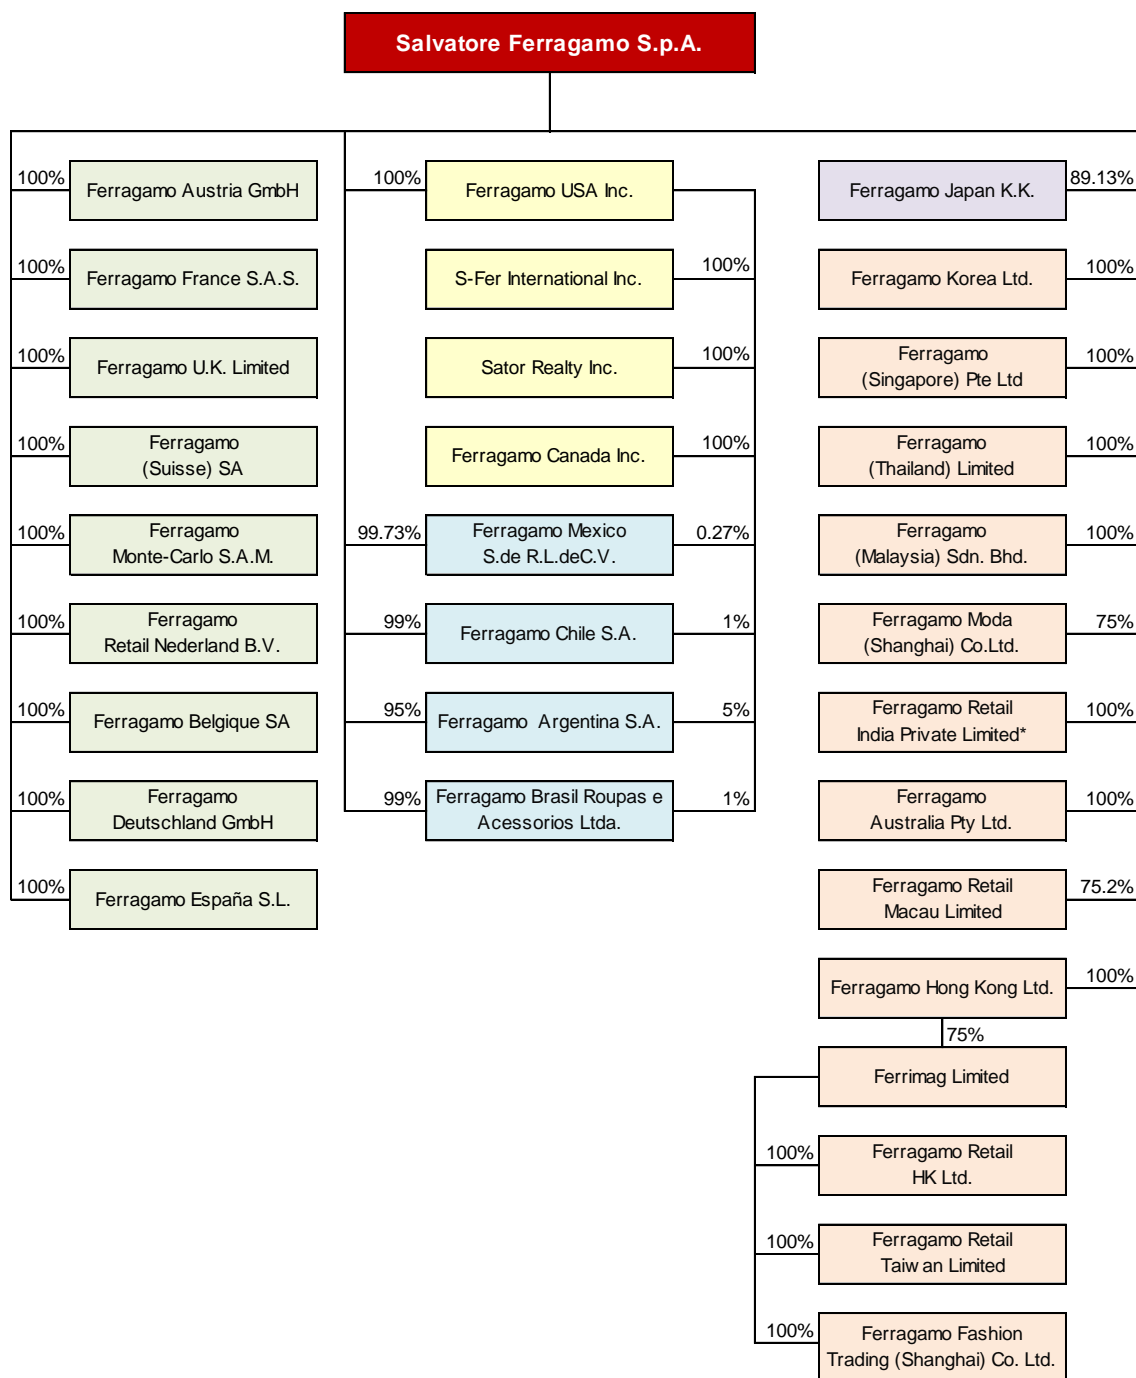 Salvatore Ferragamo S.p.A.
100%
Ferragamo Austria GmbH
100%
Ferragamo USA Inc.
Ferragamo Japan K.K.
89.13%
100%
Ferragamo France S.A.S.
S-Fer International Inc.
100%
Ferragamo Korea Ltd.
100%
100%
Ferragamo U.K. Limited
Sator Realty Inc.
100%
Ferragamo
(Singapore) Pte Ltd
100%
100%
Ferragamo
(Suisse) SA
Ferragamo Canada Inc.
100%
Ferragamo
(Thailand) Limited
100%
100%
Ferragamo
Monte-Carlo S.A.M.
99.73%
Ferragamo Mexico
S.de R.L.deC.V.
0.27%
Ferragamo
(Malaysia) Sdn. Bhd.
100%
100%
Ferragamo
Retail Nederland B.V.
99%
Ferragamo Chile S.A.
1%
Ferragamo Moda
(Shanghai) Co.Ltd.
75%
100%
Ferragamo Belgique SA
95%
Ferragamo Argentina S.A.
5%
Ferragamo Retail
India Private Limited*
100%
100%
Ferragamo
Deutschland GmbH
99%
Ferragamo Brasil Roupas e
Acessorios Ltda.
1%
Ferragamo
Australia Pty Ltd.
100%
100%
Ferragamo España S.L.
Ferragamo Retail
Macau Limited
75.2%
Ferragamo Hong Kong Ltd.
100%
75%
Ferrimag Limited
100%
Ferragamo Retail
HK Ltd.
100%
Ferragamo Retail
Taiwan Limited
100%
Ferragamo Fashion
Trading (Shanghai) Co. Ltd.